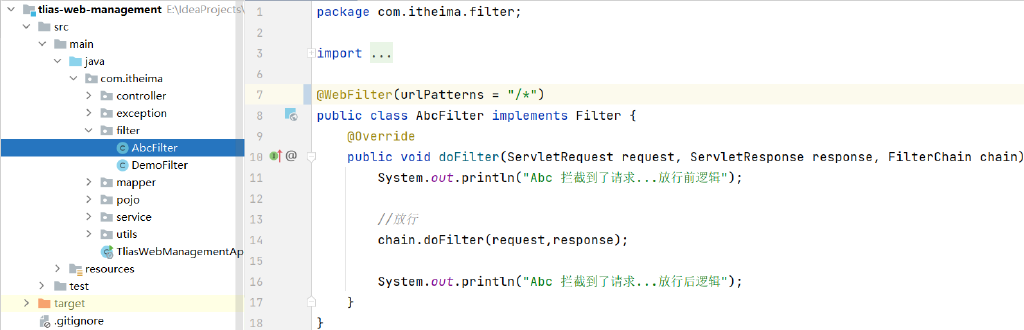 tlias-web-management E:\IdeaProjects\
src
main
java
com.itheima
controller
exception
filter
AbcFilter
DemoFilter
mapper
pojo
service
utils
TliasWebManagementAp
resources
test
target
.gitignore
1 package com.itheima.filter;
2
3 import ...
6
7 @WebFilter(urlPatterns = "/*")
8 public class AbcFilter implements Filter {
9 @Override
10 @ public void doFilter(ServletRequest request, ServletResponse response, FilterChain chain)
11 System.out.println("Abc 拦截到了请求...放行前逻辑");
12
13 //放行
14 chain.doFilter(request,response);
15
16 System.out.println("Abc 拦截到了请求...放行后逻辑");
17 }
18 }